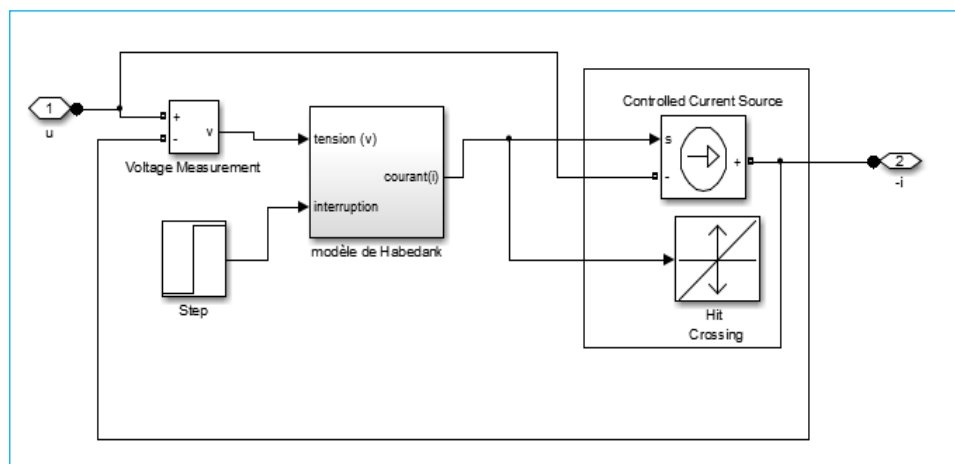 1
u
+
-
v
Voltage Measurement
Step
tension (v)
courant(i)
interruption
modèle de Habedank
Controlled Current Source
s
-
+
Hit
Crossing
2
-i